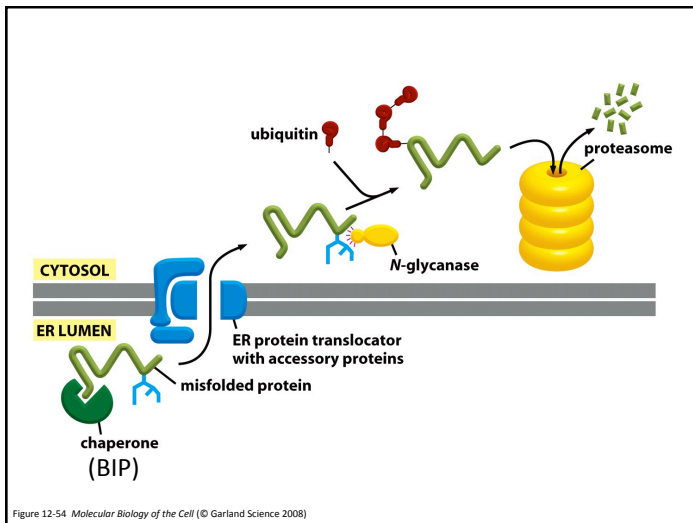 ubiquitin
proteasome
N-glycanase
CYTOSOL
ER LUMEN
ER protein translocator
with accessory proteins
misfolded protein
chaperone
(BIP)
Figure 12-54 Molecular Biology of the Cell (© Garland Science 2008)